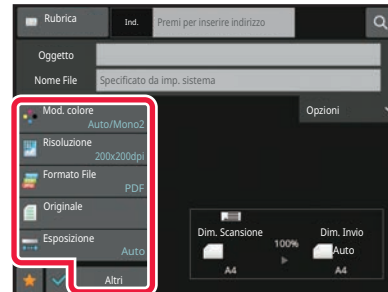 Rubrica
Ind.
Premi per inserire indirizzo
Oggetto
Nome File
Specificato da imp. sistema
Mod. colore
Auto/Mono2
Opzioni
Risoluzione
200x200dpi
Formato File
PDF
Originale
Esposizione
Auto
Dim. Scansione
100%
Dim. Invio
Auto
A4
A4
Altri